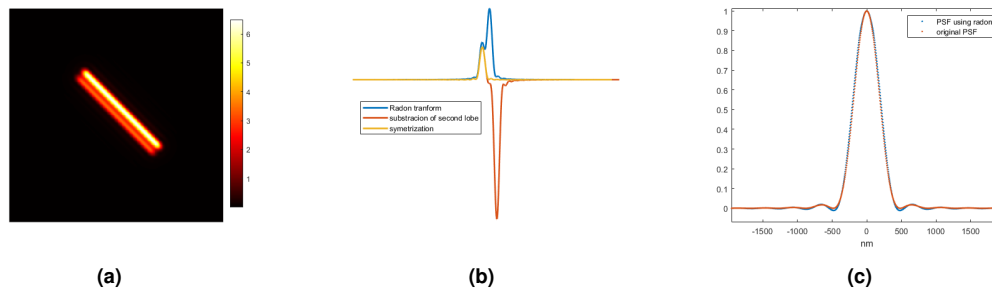 6
5
4
3
2
1
Radon tranform
substracion of second lobe
symetrization
1
0.9
0.8
0.7
0.6
0.5
0.4
0.3
0.2
0.1
0
PSF using radon
original PSF
-1500 -1000 -500 0 500 1000 1500
nm
(a) (b) (c)